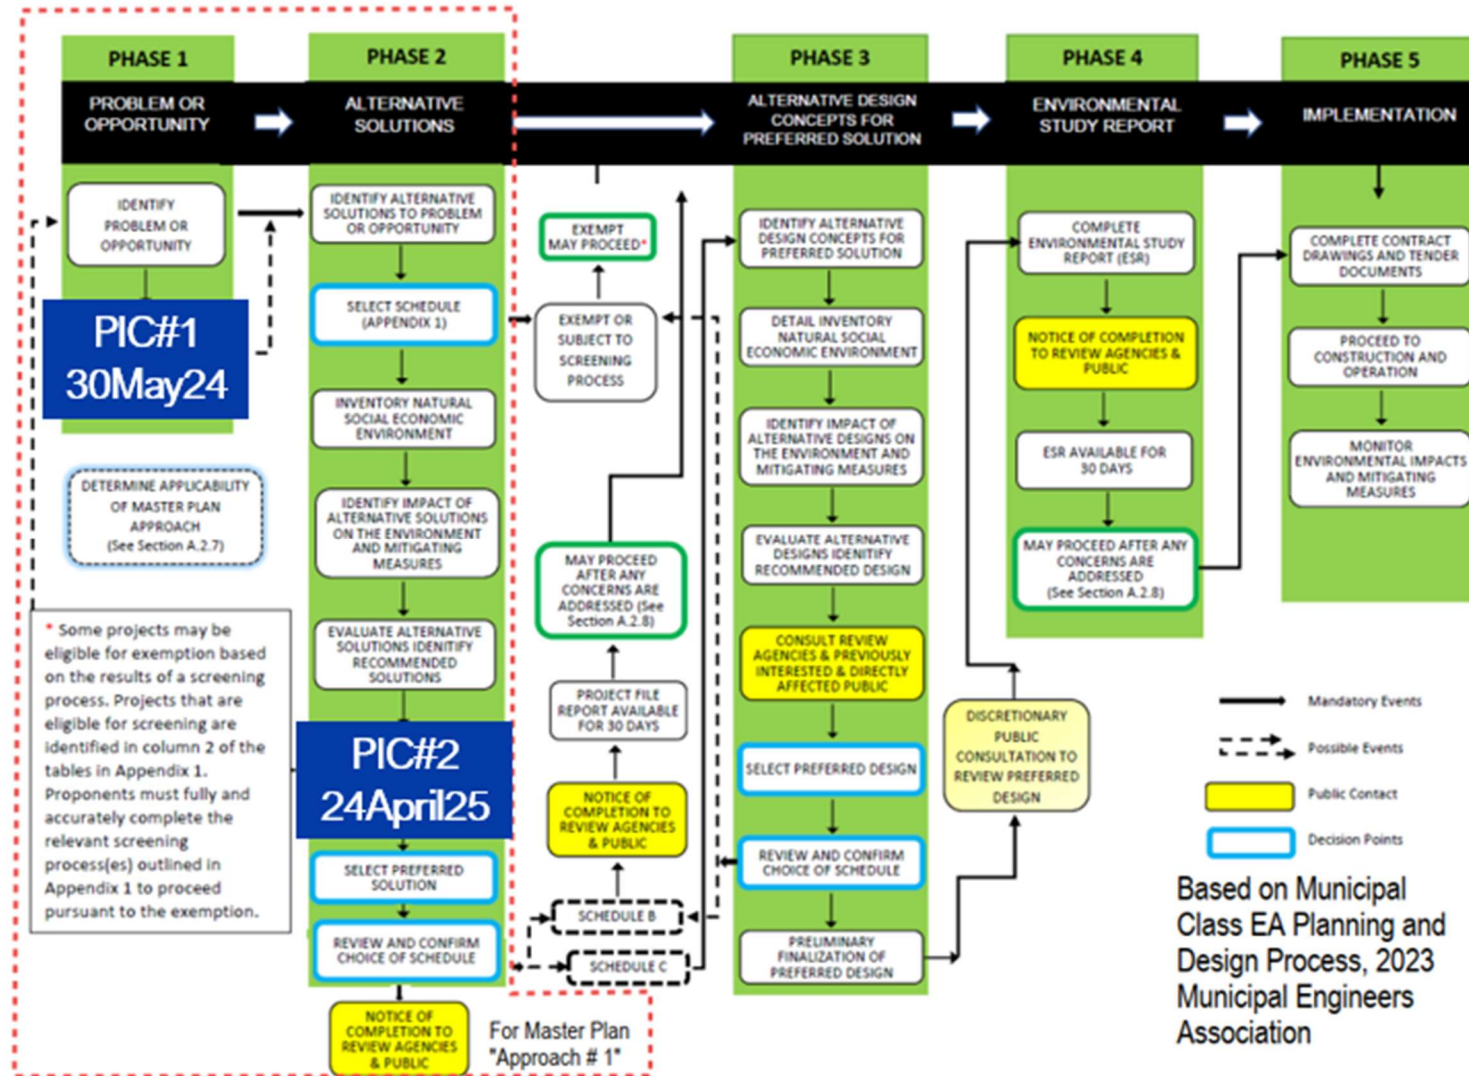 PHASE 1
PROBLEM OR
OPPORTUNITY
IDENTIFY
PROBLEM OR
OPPORTUNITY
PIC#1
30May24
DETERMINE APPLICABILITY
OF MASTER PLAN
APPROACH
(See Section A.2.7)
* Some projects may be
eligible for exemption based
on the results of a screening
process. Projects that are
eligible for screening are
identified in column 2 of the
tables in Appendix 1.
Proponents must fully and
accurately complete the
relevant screening
process(es) outlined in
Appendix 1 to proceed
pursuant to the exemption.
PHASE 2
ALTERNATIVE
SOLUTIONS
IDENTIFY ALTERNATIVE
SOLUTIONS TO PROBLEM
OR OPPORTUNITY
SELECT SCHEDULE
(APPENDIX 1)
INVENTORY NATURAL
SOCIAL ECONOMIC
ENVIRONMENT
IDENTIFY IMPACT OF
ALTERNATIVE SOLUTIONS
ON THE ENVIRONMENT
AND MITIGATING
MEASURES
EVALUATE ALTERNATIVE
SOLUTIONS IDENITIFY
RECOMMENDED
SOLUTIONS
PIC#2
24April25
SELECT PREFERRED
SOLUTION
REVIEW AND CONFIRM
CHOICE OF SCHEDULE
NOTICE OF
COMPLETION TO
REVIEW AGENCIES
& PUBLIC
For Master Plan
"Approach # 1"
EXEMPT
MAY PROCEED*
EXEMPT OR
SUBJECT TO
SCREENING
PROCESS
MAY PROCEED
AFTER ANY
CONCERNS ARE
ADDRESSED (See
Section A.2.8)
PROJECT FILE
REPORT AVAILABLE
FOR 30 DAYS
NOTICE OF
COMPLETION TO
REVIEW AGENCIES
& PUBLIC
SCHEDULE B
SCHEDULE C
PHASE 3
ALTERNATIVE DESIGN
CONCEPTS FOR
PREFERRED SOLUTION
IDENTIFY ALTERNATIVE
DESIGN CONCEPTS FOR
PREFERRED SOLUTION
DETAIL INVENTORY
NATURAL SOCIAL
ECONOMIC ENVIRONMENT
IDENTIFY IMPACT OF
ALTERNATIVE DESIGNS ON
THE ENVIRONMENT AND
MITIGATING MEASURES
EVALUATE ALTERNATIVE
DESIGNS IDENITIFY
RECOMMENDED DESIGN
CONSULT REVIEW
AGENCIES & PREVIOUSLY
INTERESTED & DIRECTLY
AFFECTED PUBLIC
SELECT PREFERRED DESIGN
REVIEW AND CONFIRM
CHOICE OF SCHEDULE
PRELIMINARY
FINALIZATION OF
PREFERRED DESIGN
DISCRETIONARY
PUBLIC
CONSULTATION TO
REVIEW PREFERRED
DESIGN
PHASE 4
ENVIRONMENTAL
STUDY REPORT
COMPLETE
ENVIRONMENTAL STUDY
REPORT (ESR)
NOTICE OF COMPLETION
TO REVIEW AGENCIES &
PUBLIC
ESR AVAILABLE FOR
30 DAYS
MAY PROCEED AFTER ANY
CONCERNS ARE
ADDRESSED
(See Section A.2.8)
PHASE 5
IMPLEMENTATION
COMPLETE CONTRACT
DRAWINGS AND TENDER
DOCUMENTS
PROCEED TO
CONSTRUCTION AND
OPERATION
MONITOR
ENVIRONMENTAL IMPACTS
AND MITIGATING
MEASURES
Mandatory Events
Possible Events
Public Contact
Decision Points
Based on Municipal
Class EA Planning and
Design Process, 2023
Municipal Engineers
Association